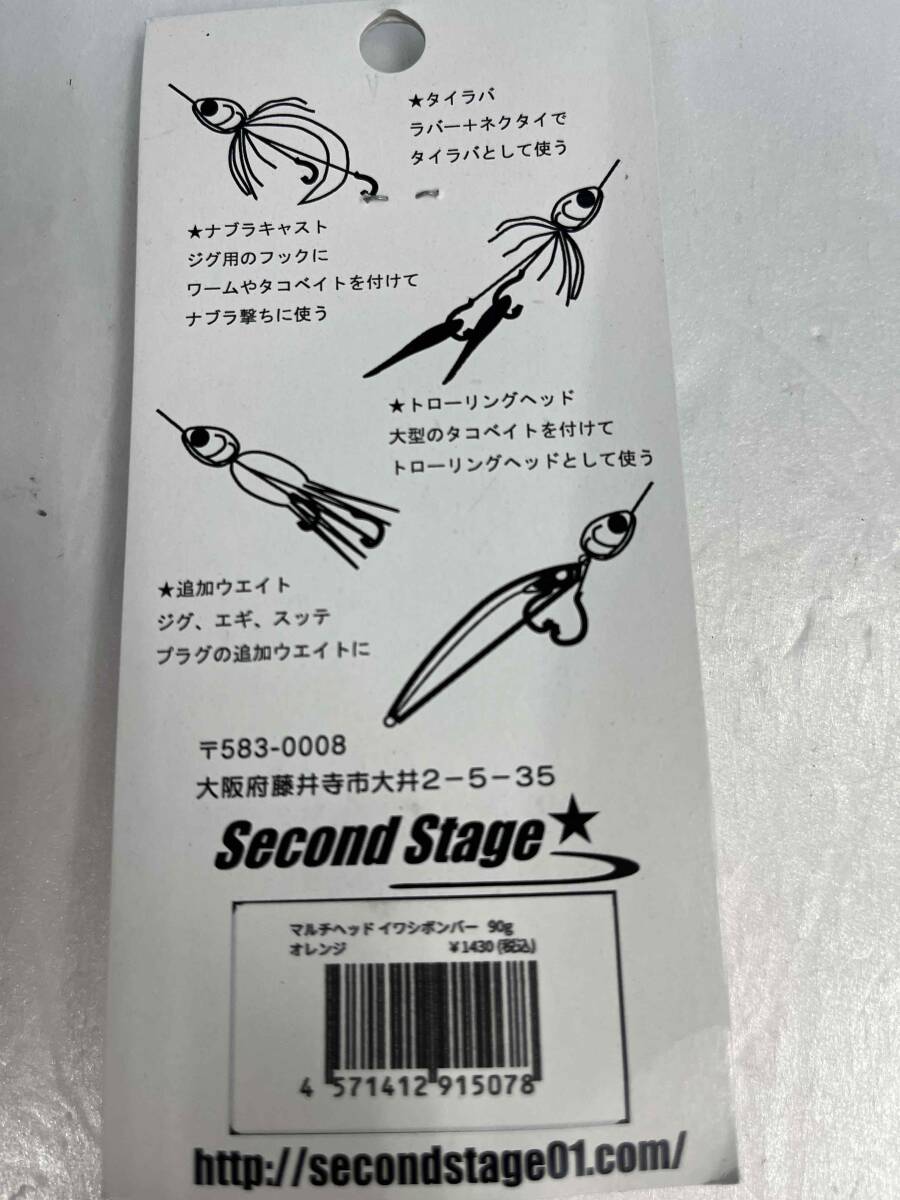 ★タイラバ
ラバー+ネクタイで
タイラバとして使う
★ナブラキャスト
ジグ用のフックに
ワームやタコベイトを付けて
ナブラ撃ちに使う
★トローリングヘッド
大型のタコベイトを付けて
トローリングヘッドとして使う
★追加ウエイト
ジグ、エギ、スッテ
プラグの追加ウエイトに
〒583-0008
大阪府藤井寺市大井2-5-35
Second Stage★
マルチヘッド イワシボンバー 90g
オレンジ ¥1430 (税込)
4 571412 915078
http://secondstage01.com/